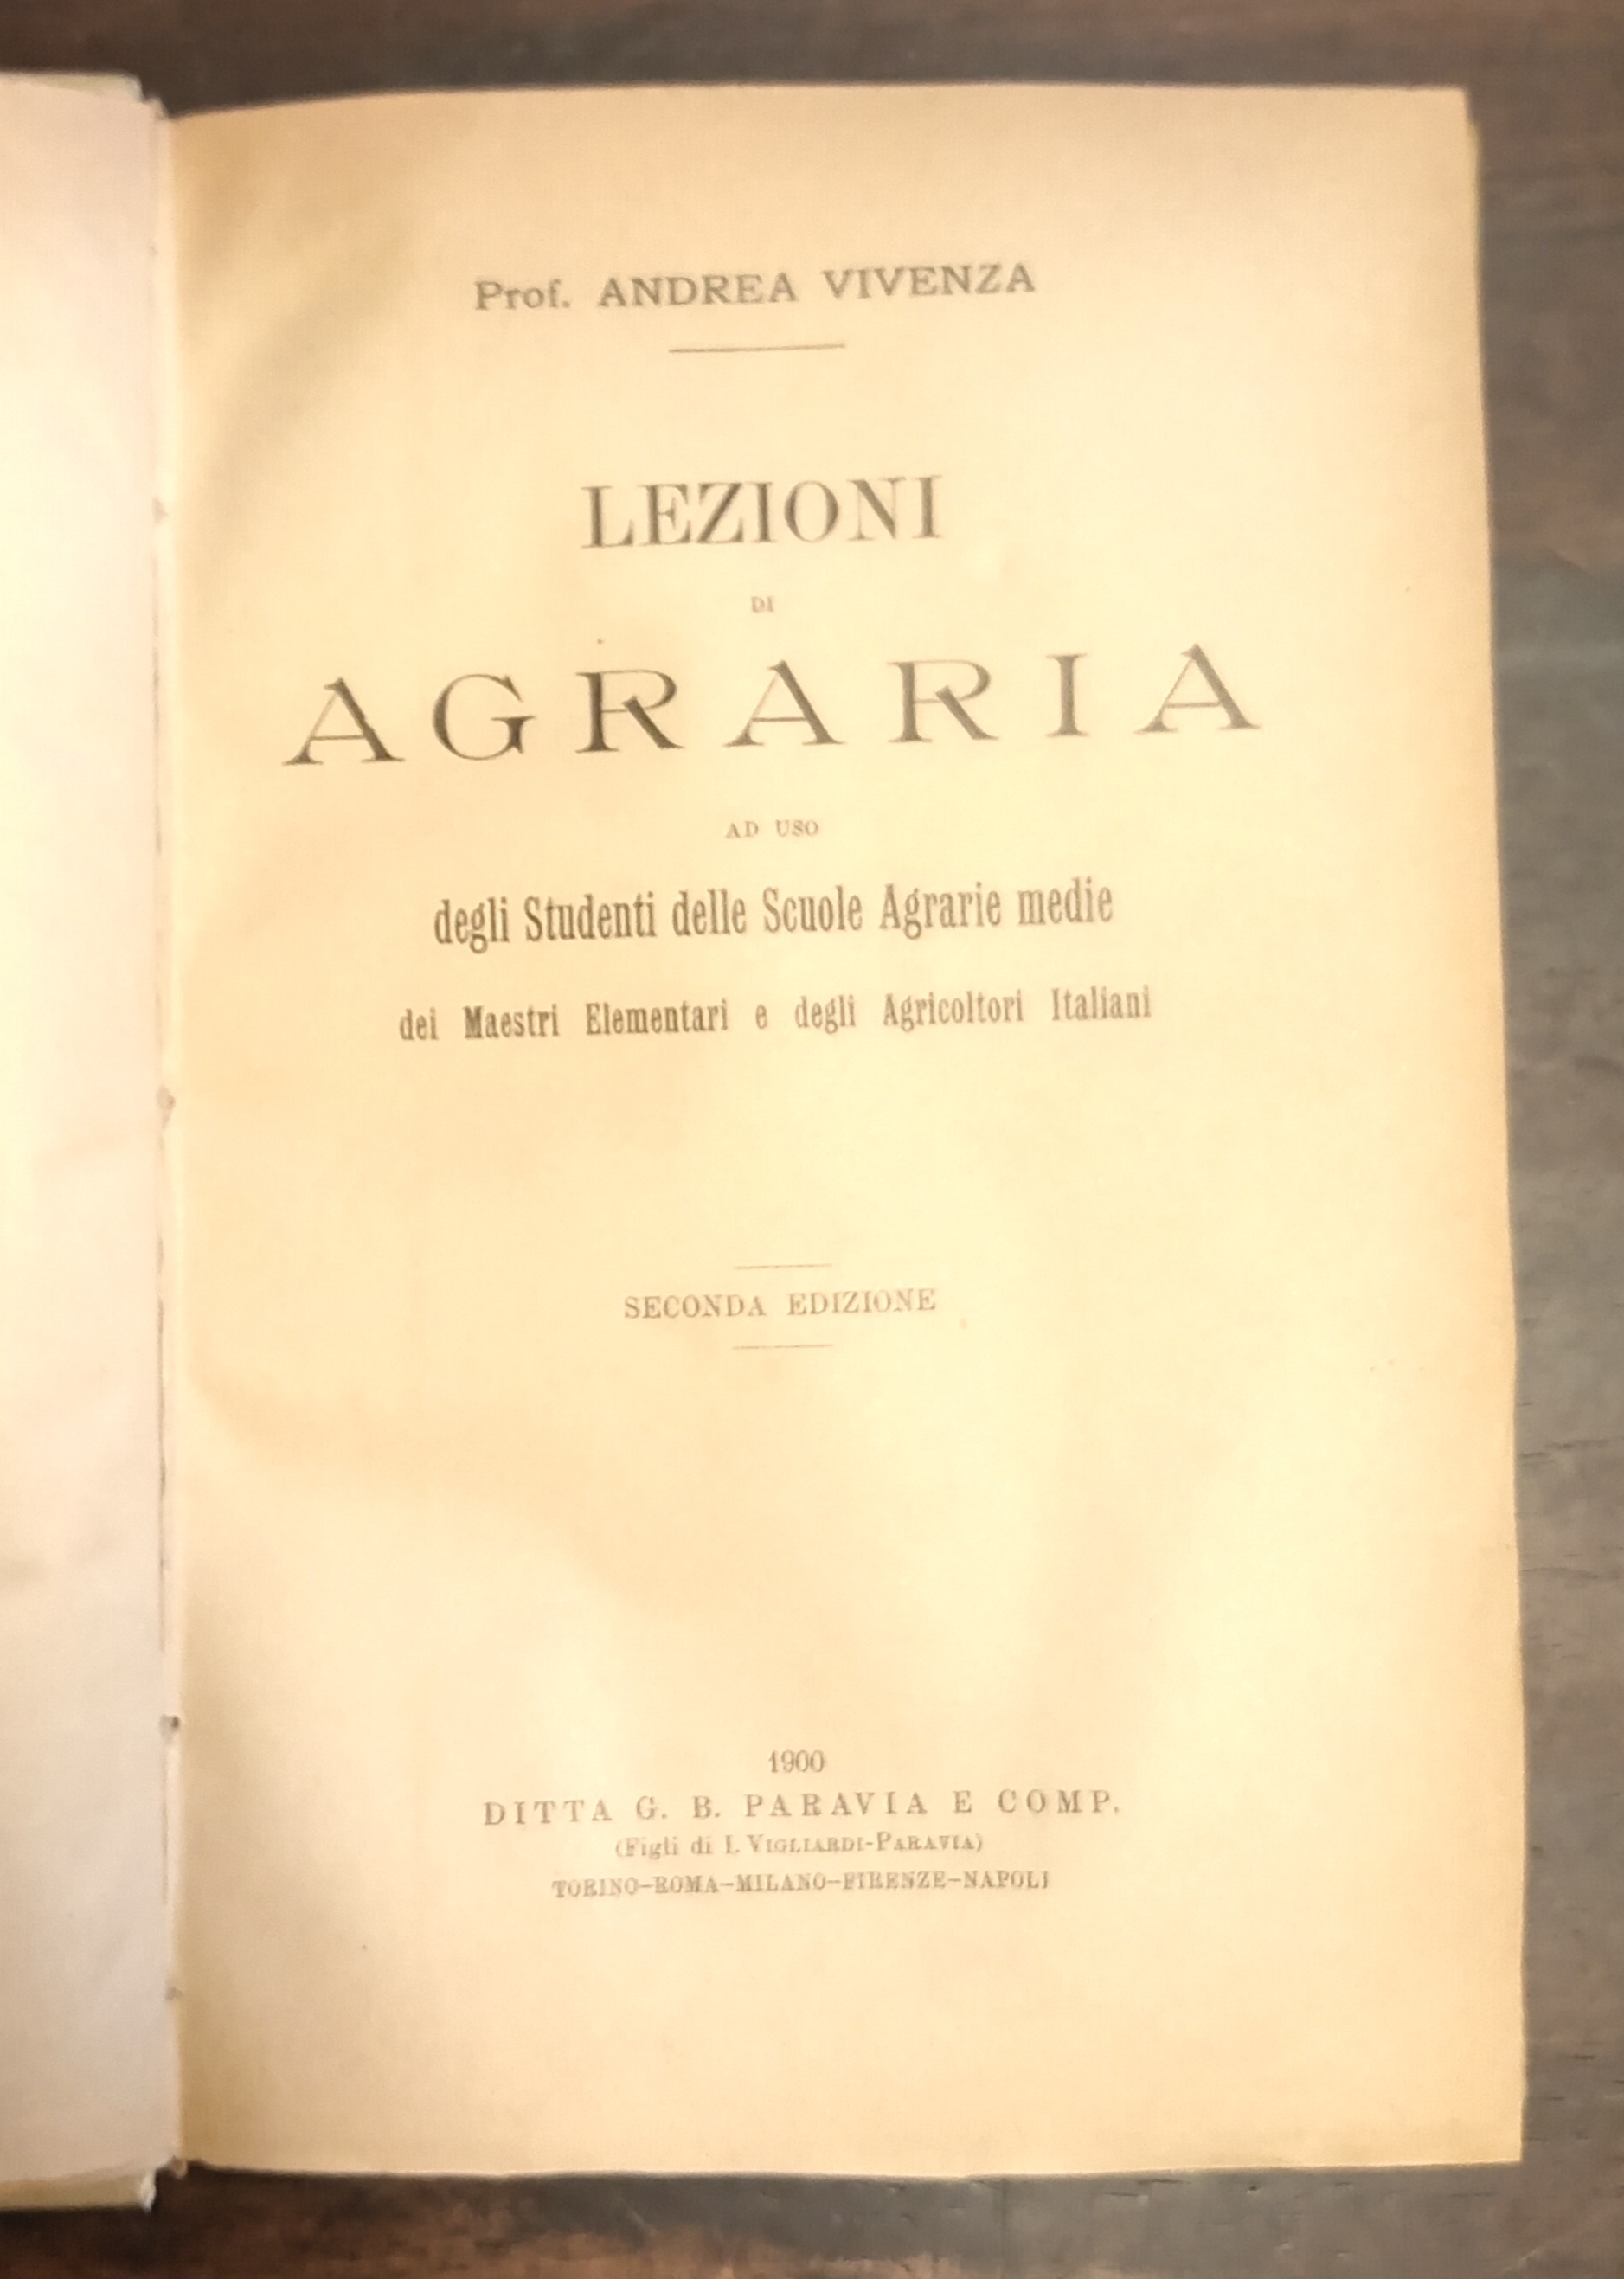 Prof. ANDREA VIVENZA
LEZIONI
DI
AGRARIA
AD USO
degli Studenti delle Scuole Agrarie medie
dei Maestri Elementari e degli Agricoltori Italiani
SECONDA EDIZIONE
1900
DITTA G. B. PARAVIA E COMP.
(Figli di I. VIGLIARDI-PARAVIA)
TORINO-ROMA-MILANO-FIRENZE-NAPOLI